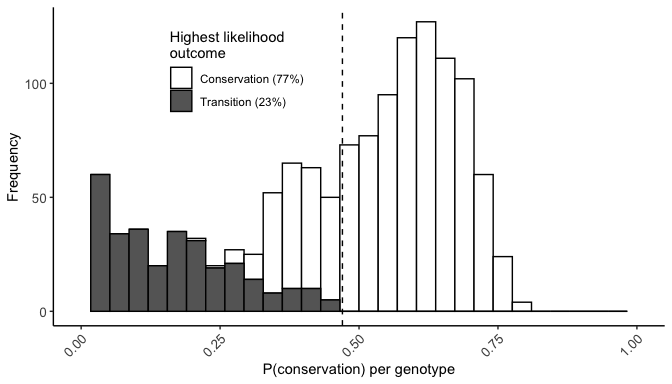 Highest likelihood
outcome
Conservation (77%)
Transition (23%)
Frequency
100
50
0
0.00
0.25
0.50
0.75
1.00
P(conservation) per genotype